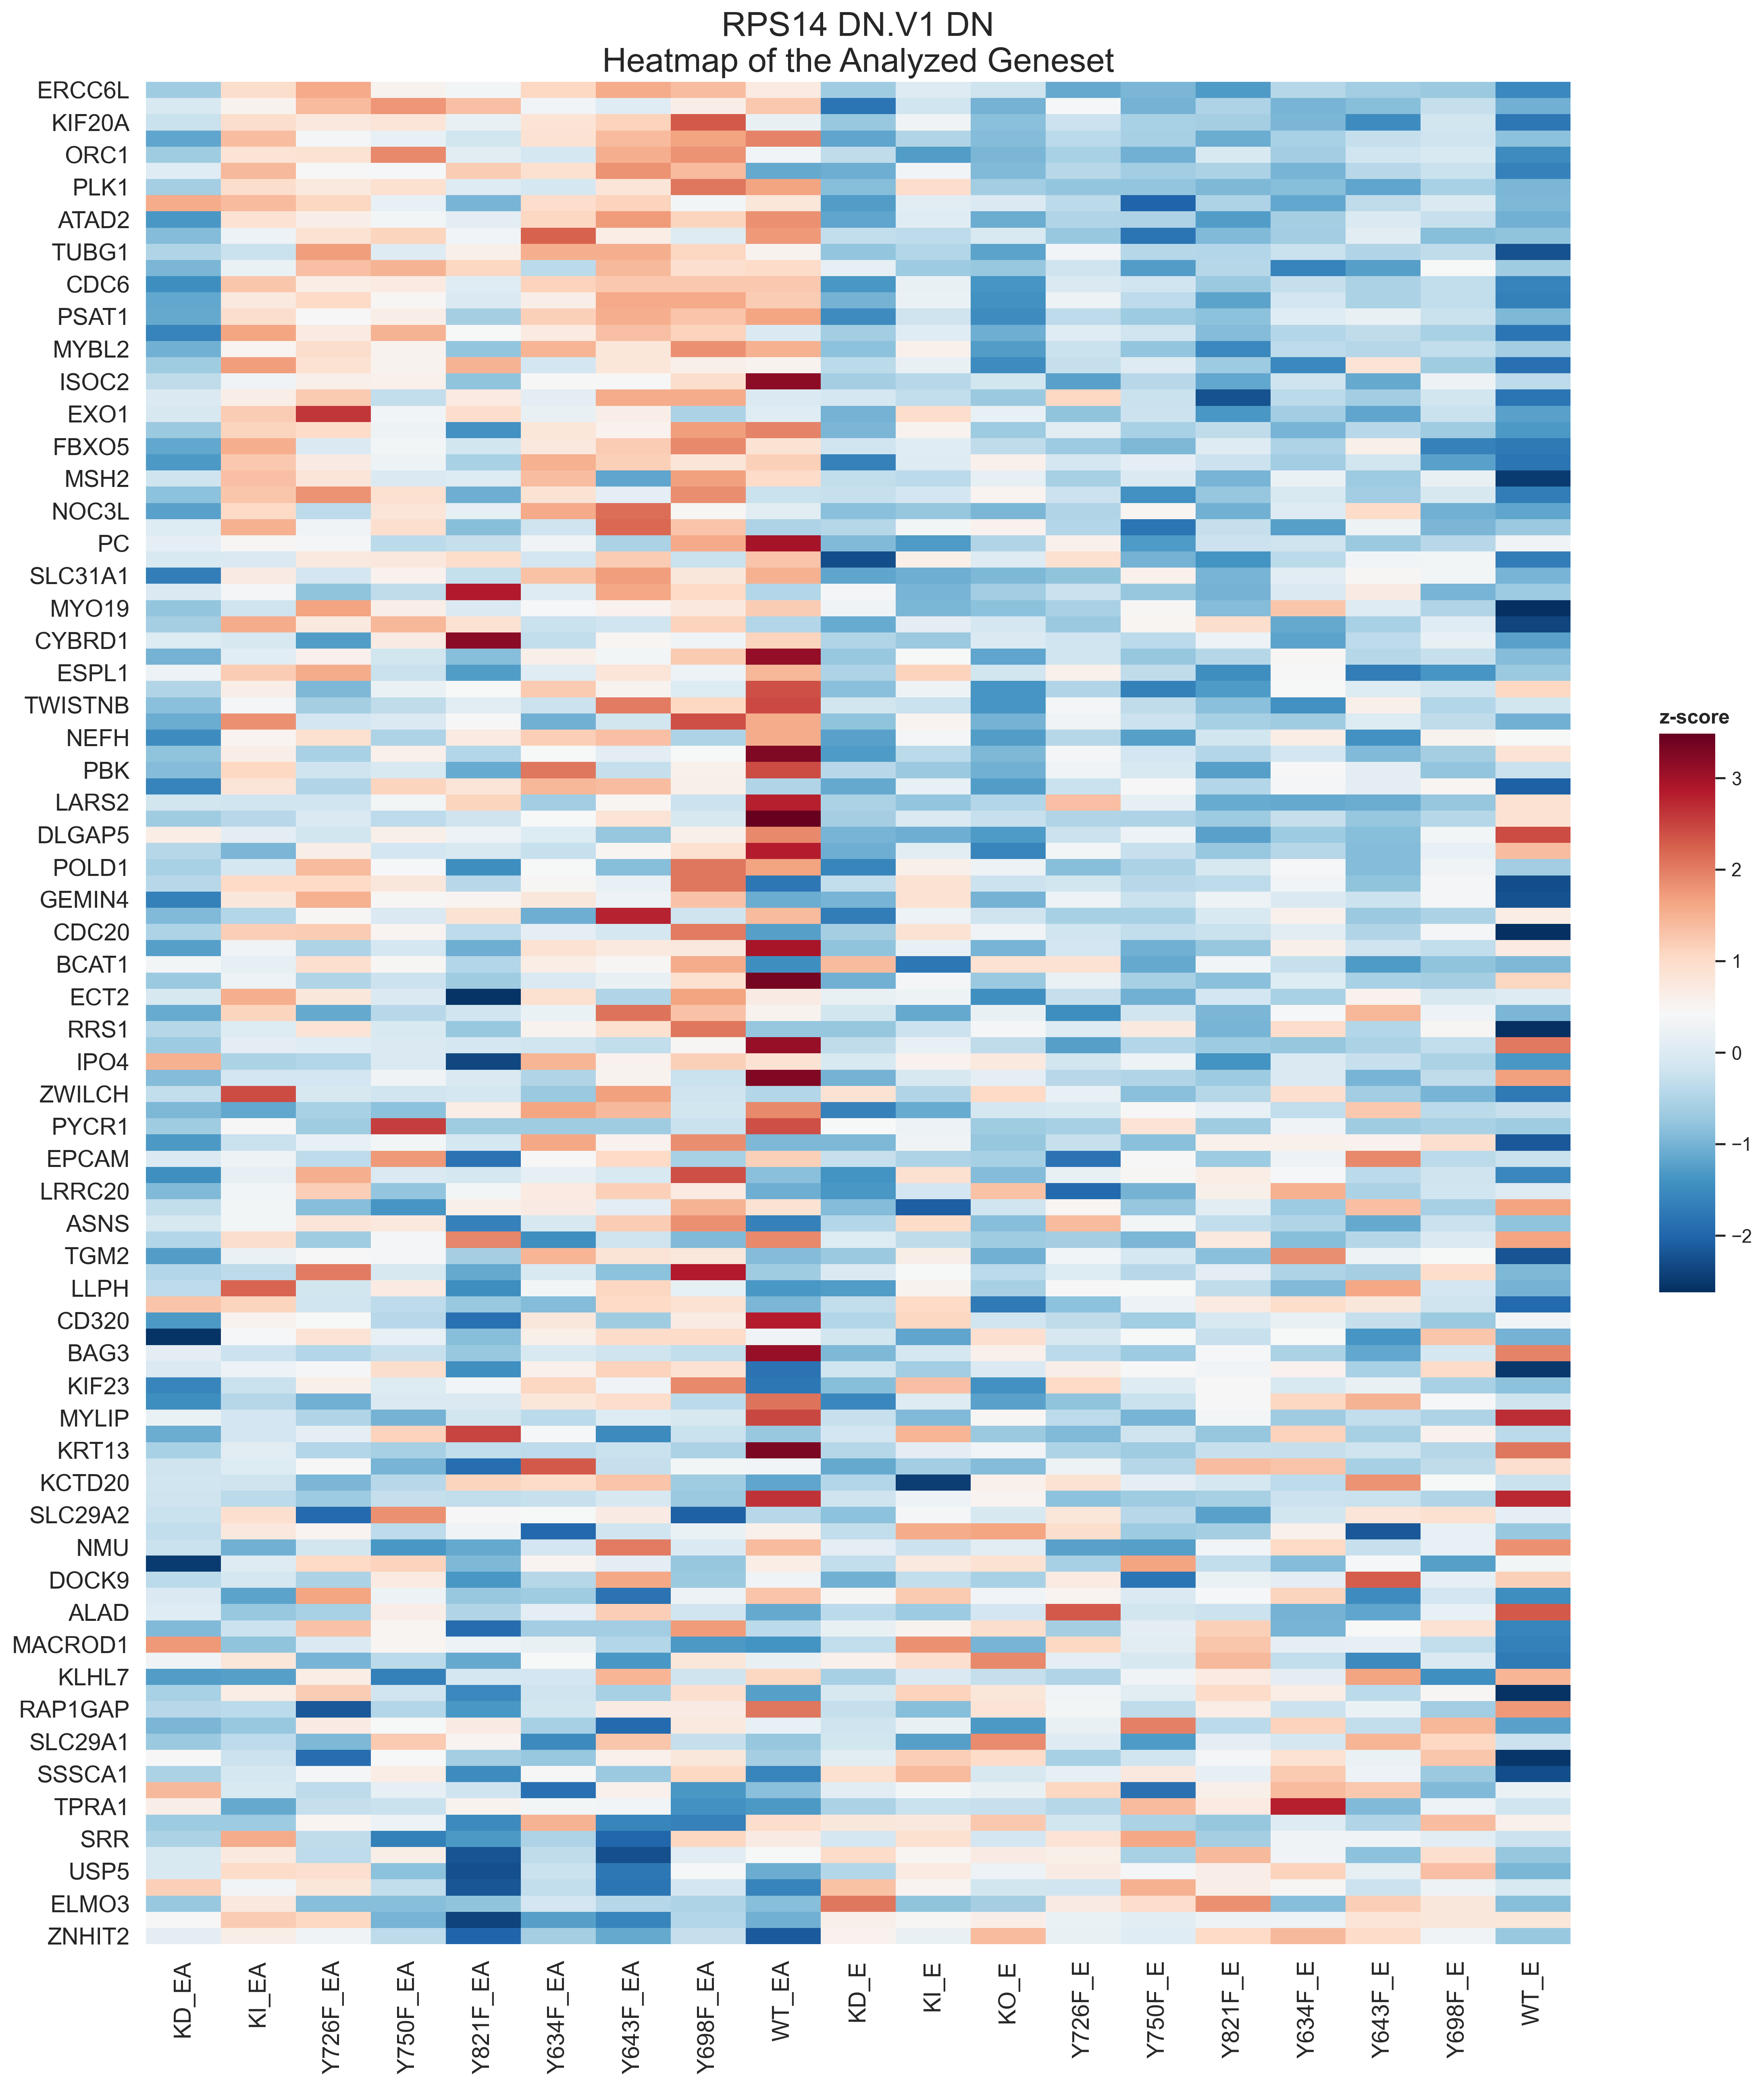 RPS14 DN.V1 DN
Heatmap of the Analyzed Geneset
ERCC6L
KIF20A
ORC1
PLK1
ATAD2
TUBG1
CDC6
PSAT1
MYBL2
ISOC2
EXO1
FBXO5
MSH2
NOC3L
PC
SLC31A1
MYO19
CYBRD1
ESPL1
TWISTNB
NEFH
PBK
LARS2
DLGAP5
POLD1
GEMIN4
CDC20
BCAT1
ECT2
RRS1
IPO4
ZWILCH
PYCR1
EPCAM
LRRC20
ASNS
TGM2
LLPH
CD320
BAG3
KIF23
MYLIP
KRT13
KCTD20
SLC29A2
NMU
DOCK9
ALAD
MACROD1
KLHL7
RAP1GAP
SLC29A1
SSSCA1
TPRA1
SRR
USP5
ELMO3
ZNHIT2
KD_EA
KI_EA
Y726F_EA
Y750F_EA
Y821F_EA
Y634F_EA
Y643F_EA
Y698F_EA
WT_EA
KD_E
KI_E
KO_E
Y726F_E
Y750F_E
Y821F_E
Y634F_E
Y643F_E
Y698F_E
WT_E
z-score
3
2
1
0
−1
−2